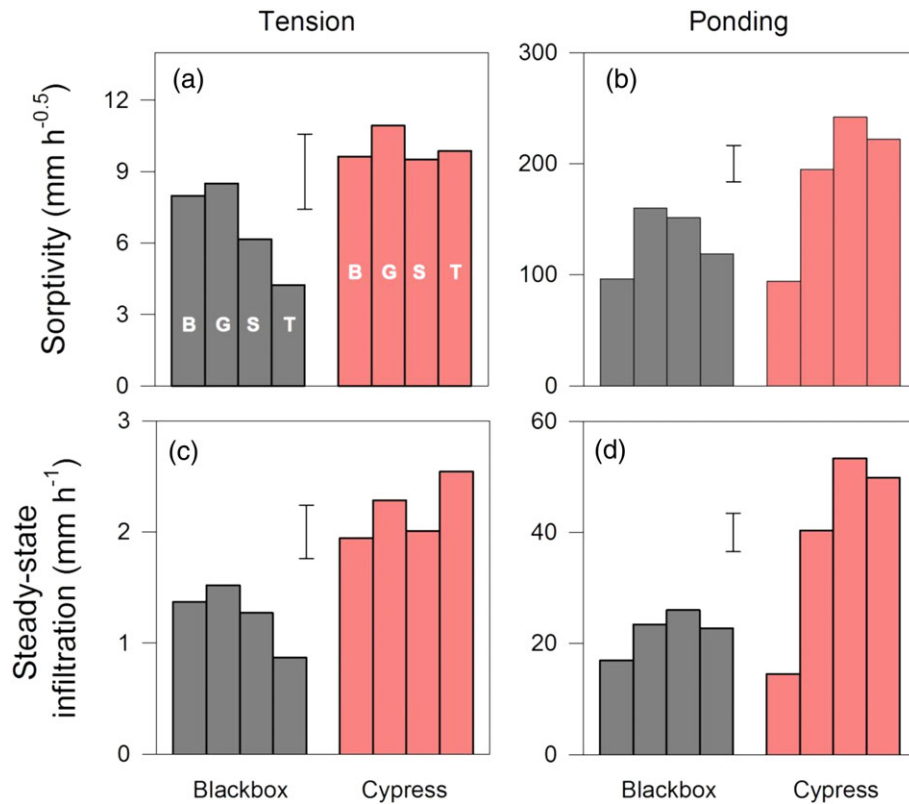 Tension
Ponding
(a)
(b)
Sorptivity (mm h-0.5)
12
9
6
3
0
B G S T
B G S T
300
200
100
0
(c)
(d)
Steady-state
infiltration (mm h-1)
3
2
1
0
60
40
20
0
Blackbox Cypress
Blackbox Cypress